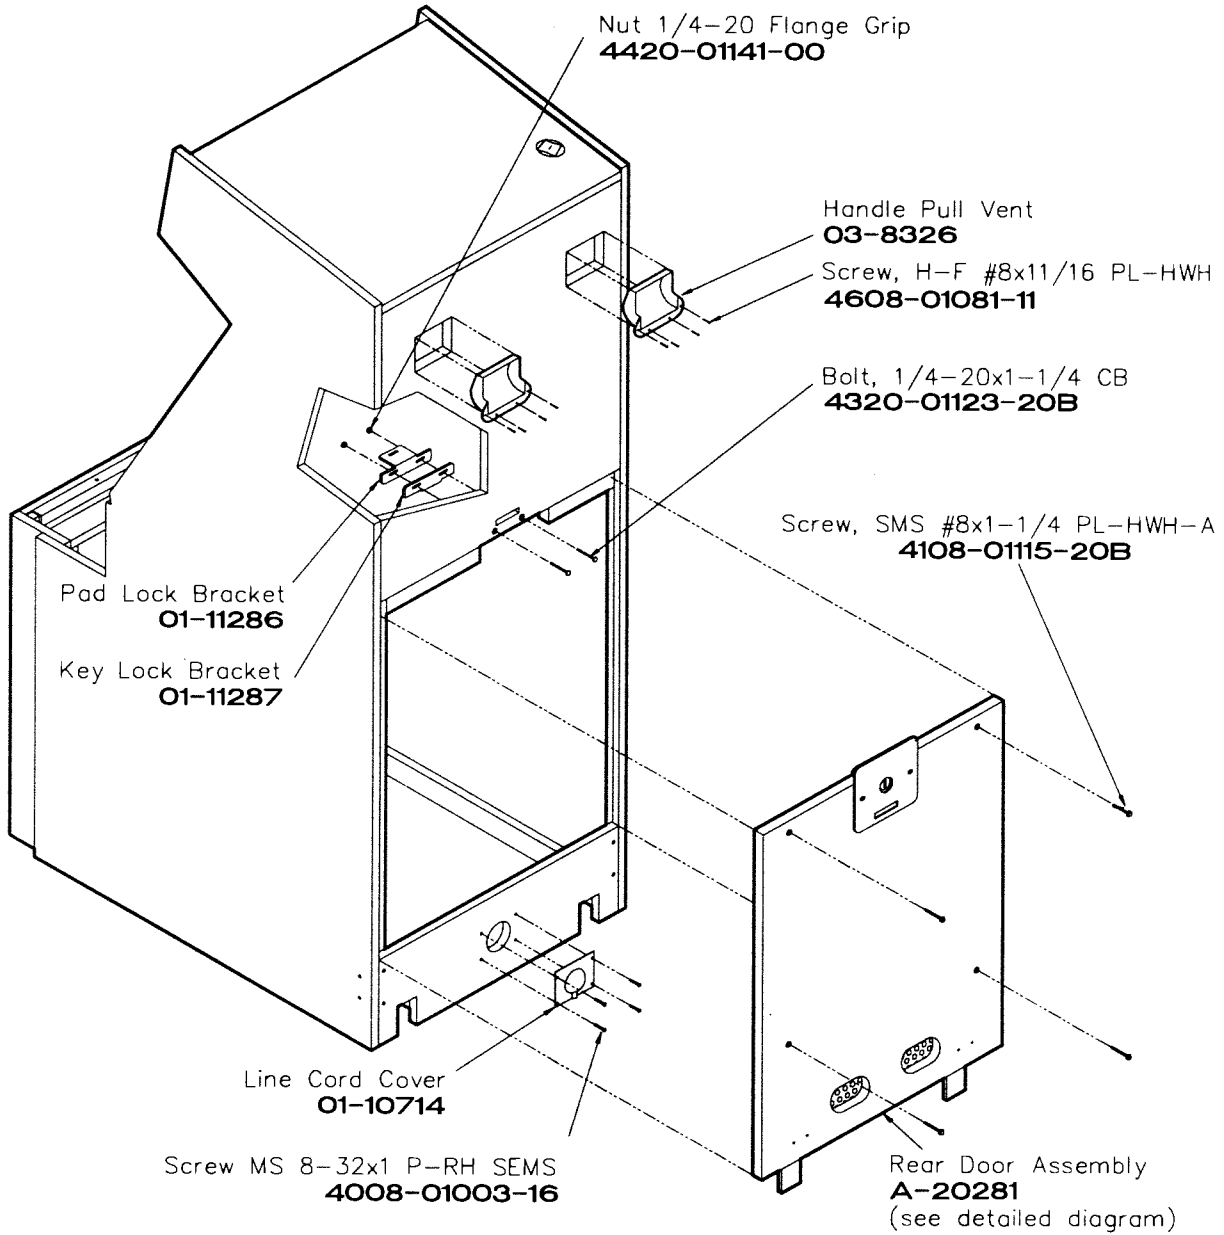 Nut 1/4-20 Flange Grip
4420-01141-00
Handle Pull Vent
03-8326
Screw, H-F #8x11/16 PL-HWH
4608-01081-11
Bolt, 1/4-20x1-1/4 CB
4320-01123-20B
Screw, SMS #8x1-1/4 PL-HWH-A
4108-01115-20B
Pad Lock Bracket
01-11286
Key Lock Bracket
01-11287
Line Cord Cover
01-10714
Screw MS 8-32x1 P-RH SEMS
4008-01003-16
Rear Door Assembly
A-20281
(see detailed diagram)